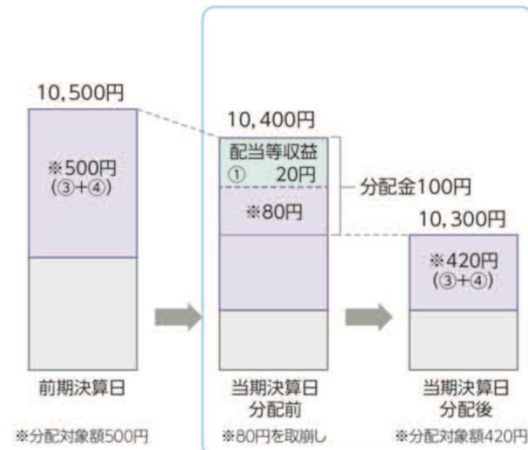 10,500円
※500円
(③+④)
前期決算日
※分配対象額500円
10,400円
配当等収益
① 20円
※80円
分配金100円
当期決算日
分配前
※80円を取崩し
10,300円
※420円
(③+④)
当期決算日
分配後
※分配対象額420円